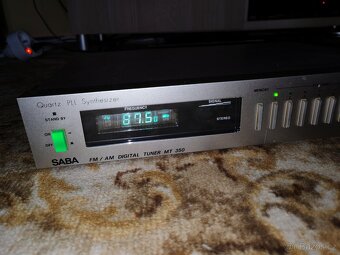 Quartz PLL Synthesizer
STAND BY
ON
OFF
FREQUENCY
87.50
SIGNAL
STEREO
MEMORY
SABA
FM / AM DIGITAL TUNER MT 350